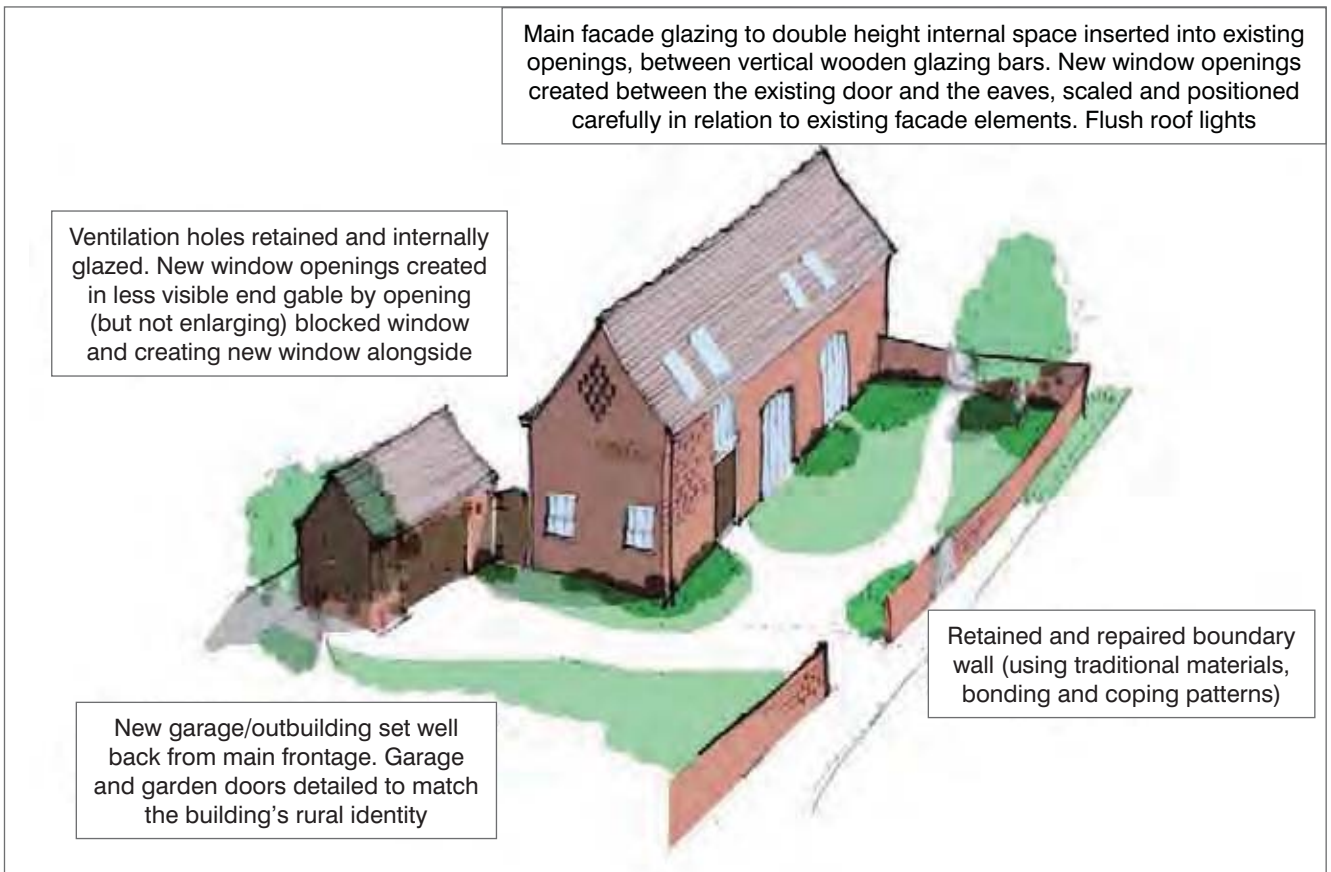 Main facade glazing to double height internal space inserted into existing
openings, between vertical wooden glazing bars. New window openings
created between the existing door and the eaves, scaled and positioned
carefully in relation to existing facade elements. Flush roof lights
Ventilation holes retained and internally
glazed. New window openings created
in less visible end gable by opening
(but not enlarging) blocked window
and creating new window alongside
Retained and repaired boundary
wall (using traditional materials,
bonding and coping patterns)
New garage/outbuilding set well
back from main frontage. Garage
and garden doors detailed to match
the building's rural identity